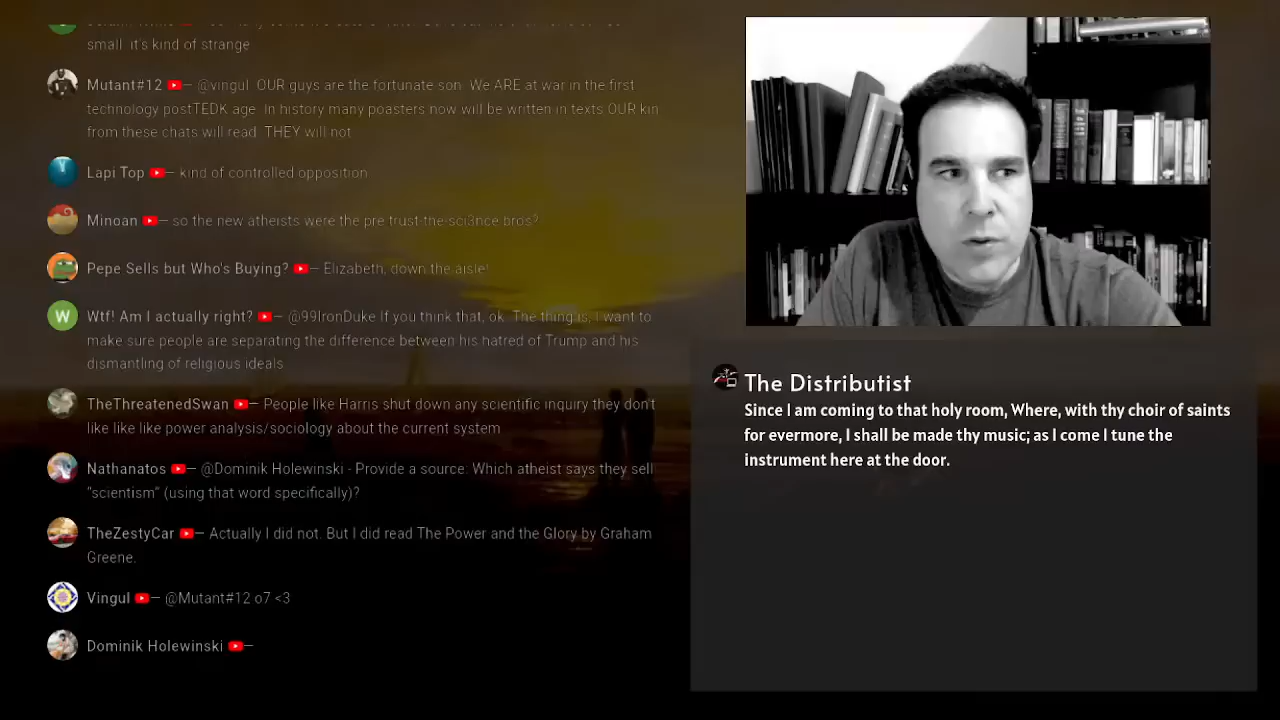 small. it's kind of strange
Mutant#12 — @vingul OUR guys are the fortunate son. We ARE at war in the first
technology postTEDK age. In history many poasters now will be written in texts OUR kin
from these chats will read. THEY will not
Lapi Top — kind of controlled opposition
Minoan — so the new atheists were the pre trust-the-sci3nce bros?
Pepe Sells but Who's Buying? — Elizabeth, down the aisle!
Wtf! Am I actually right? — @99IronDuke If you think that, ok. The thing is, I want to
make sure people are separating the difference between his hatred of Trump and his
dismantling of religious ideals
TheThreatenedSwan — People like Harris shut down any scientific inquiry they don't
like like like power analysis/sociology about the current system
Nathanatos — @Dominik Holewinski - Provide a source: Which atheist says they sell
"scientism" (using that word specifically)?
TheZestyCar — Actually I did not. But I did read The Power and the Glory by Graham
Greene.
Vingul — @Mutant#12 o7 <3
Dominik Holewinski —
The Distributist
Since I am coming to that holy room, Where, with thy choir of saints
for evermore, I shall be made thy music; as I come I tune the
instrument here at the door.